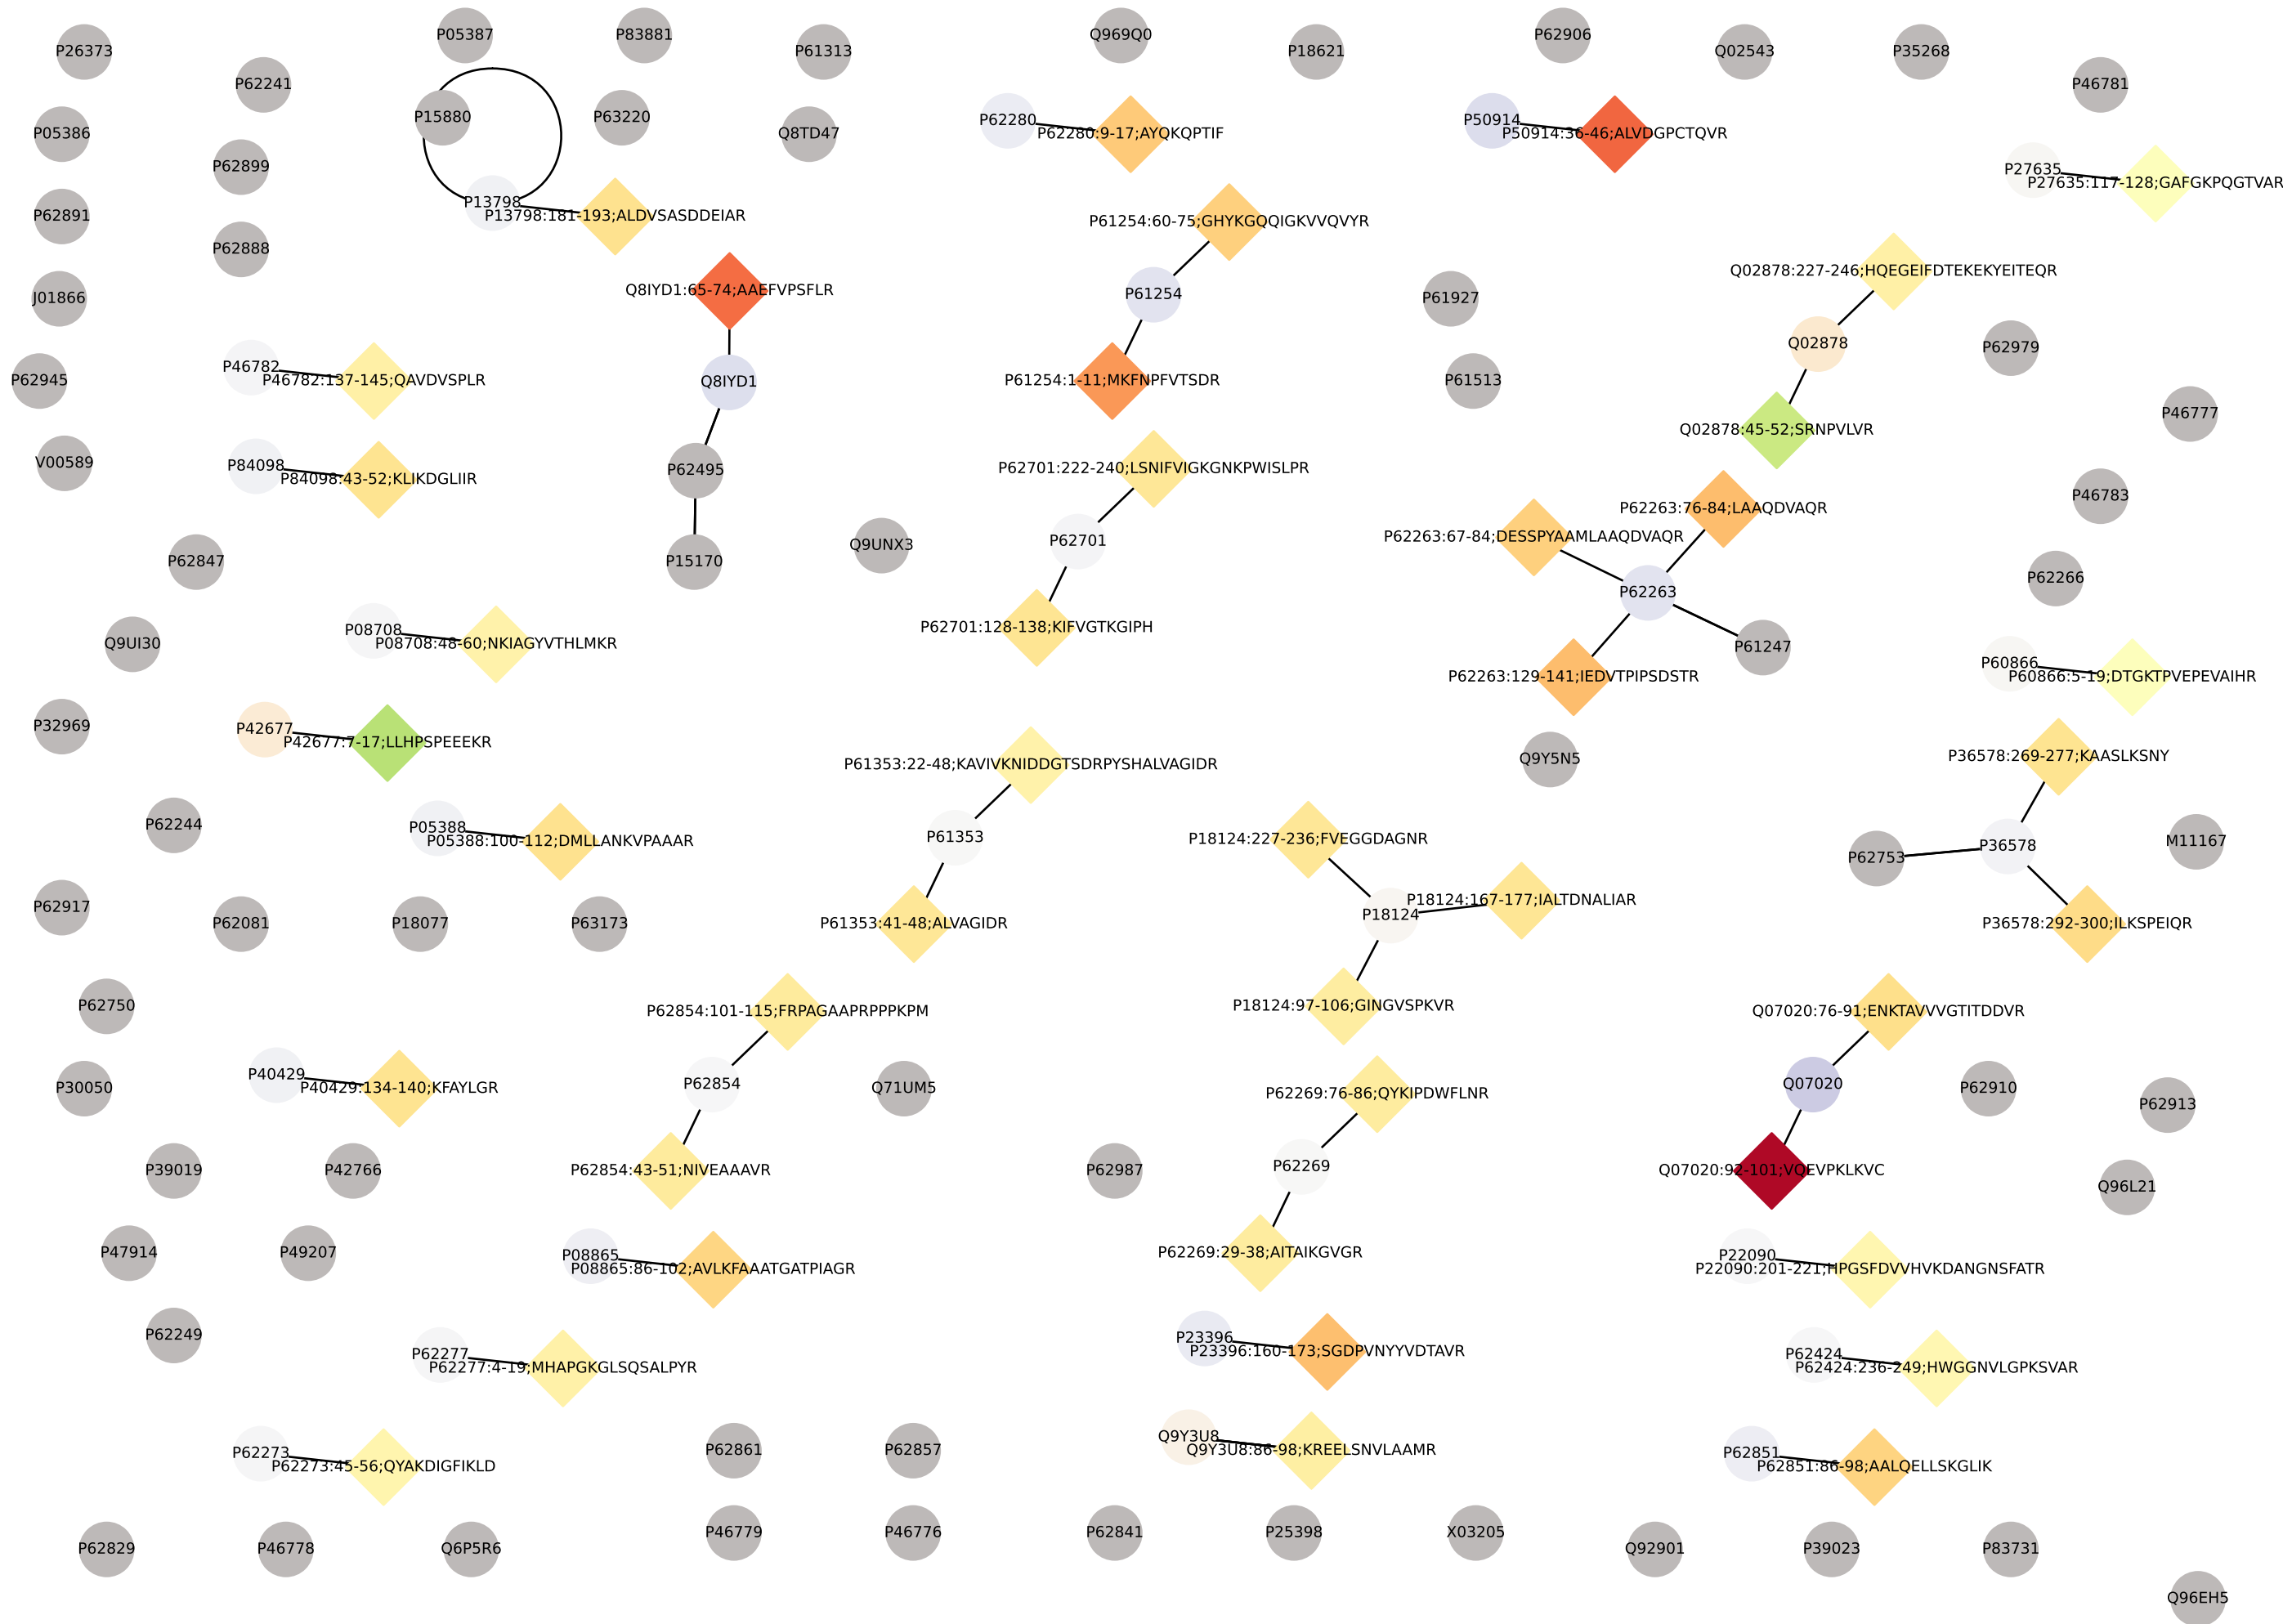 P05387
P83881
Q969Q0
P62906
P26373
P61313
P18621
Q02543
P35268
P62241
P46781
P15880
P63220
P62280
P50914
P05386
Q8TD47
P62280:9-17;AYQKQPTIF
P50914:36-46;ALVDGPCTQVR
P62899
P27635
P27635:117-128;GAFGKPQGTVAR
P13798
P62891
P13798:181-193;ALDVSASDDEIAR
P61254:60-75;GHYKGQQIGKVVQVYR
P62888
Q02878:227-246;HQEGEIFDTEKEKYEITEQR
Q8IYD1:65-74;AAEFVPSFLR
P61254
J01866
P61927
Q02878
P62979
P46782
P62945
P46782:137-145;QAVDVSPLR
Q8IYD1
P61254:1-11;MKFNPFVTSDR
P61513
P46777
Q02878:45-52;SRNPVLVR
V00589
P84098
P62495
P62701:222-240;LSNIFVIGKGNKPWISLPR
P84098:43-52;KLIKDGLIIR
P46783
P62263:76-84;LAAQDVAQR
P62263:67-84;DESSPYAAMLAAQDVAQR
P62701
Q9UNX3
P62847
P15170
P62266
P62263
P08708
P62701:128-138;KIFVGTKGIPH
Q9UI30
P08708:48-60;NKIAGYVTHLMKR
P61247
P60866
P62263:129-141;IEDVTPIPSDSTR
P60866:5-19;DTGKTPVEPEVAIHR
P32969
P42677
P42677:7-17;LLHPSPEEEKR
P36578:269-277;KAASLKSNY
Q9Y5N5
P61353:22-48;KAVIVKNIDDGTSDRPYSHALVAGIDR
P62244
P05388
P05388:100-112;DMLLANKVPAAAR
P61353
P18124:227-236;FVEGGDAGNR
M11167
P36578
P62753
P18124:167-177;IALTDNALIAR
P62917
P18124
P62081
P18077
P63173
P61353:41-48;ALVAGIDR
P36578:292-300;ILKSPEIQR
P62750
P62854:101-115;FRPAGAAPRPPPKPM
P18124:97-106;GINGVSPKVR
Q07020:76-91;ENKTAVVVGTITDDVR
P40429
P30050
P40429:134-140;KFAYLGR
P62854
Q71UM5
P62269:76-86;QYKIPDWFLNR
Q07020
P62910
P62913
P39019
P42766
P62854:43-51;NIVEAAAVR
P62987
P62269
Q07020:92-101;VQEVPKLKVC
Q96L21
P47914
P49207
P08865
P08865:86-102;AVLKFAAATGATPIAGR
P62269:29-38;AITAIKGVGR
P22090
P22090:201-221;HPGSFDVVHVKDANGNSFATR
P62249
P62277
P62277:4-19;MHAPGKGLSQSALPYR
P23396
P23396:160-173;SGDPVNYYVDTAVR
P62424
P62424:236-249;HWGGNVLGPKSVAR
P62273
P62273:45-56;QYAKDIGFIKLD
P62861
P62857
Q9Y3U8
Q9Y3U8:86-98;KREELSNVLAAMR
P62851
P62851:86-98;AALQELLSKGLIK
P62829
P46778
Q6P5R6
P46779
P46776
P62841
P25398
X03205
Q92901
P39023
P83731
Q96EH5